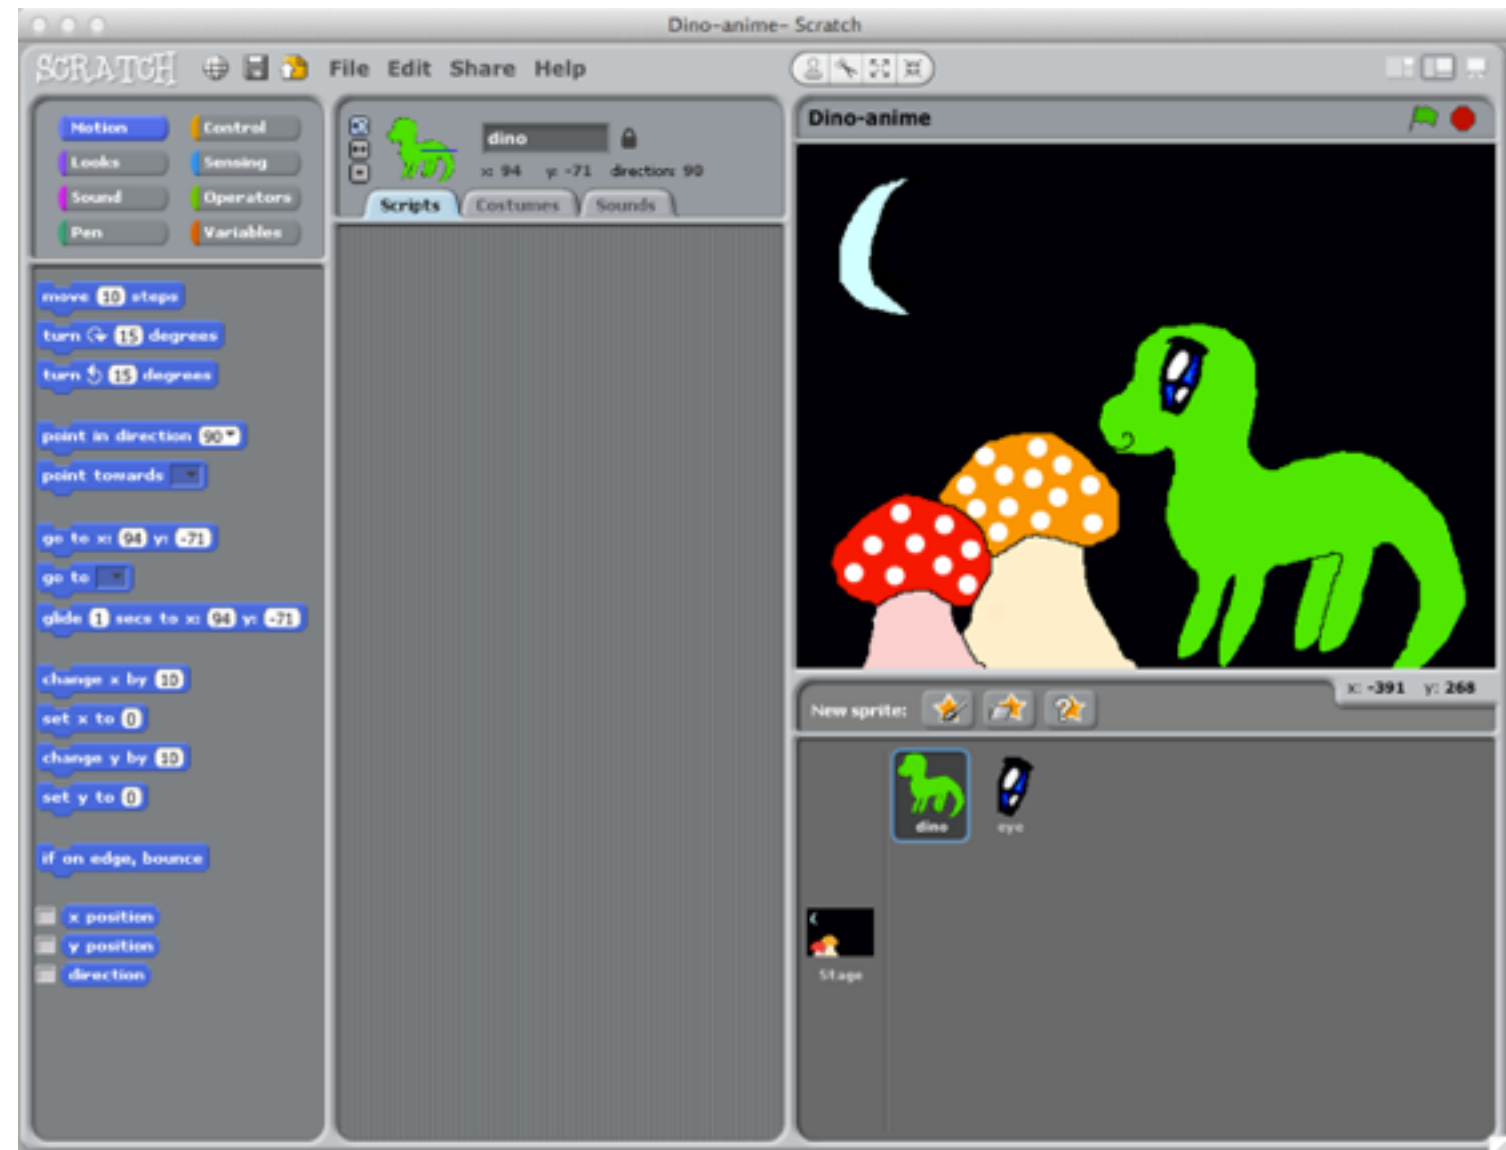 Dino-anime- Scratch
SCRATCH File Edit Share Help
Motion Control
Looks Sensing
Sound Operators
Pen Variables
move 10 steps
turn 15 degrees
turn 15 degrees
point in direction 90
point towards
go to x: 94 y: -71
go to
glide 1 secs to x: 94 y: -71
change x by 10
set x to 0
change y by 10
set y to 0
if on edge, bounce
x position
y position
direction
dino
x: 94 y: -71 direction: 90
Scripts Costumes Sounds
Dino-anime
x: -391 y: 268
New sprite:
dino eye
Stage